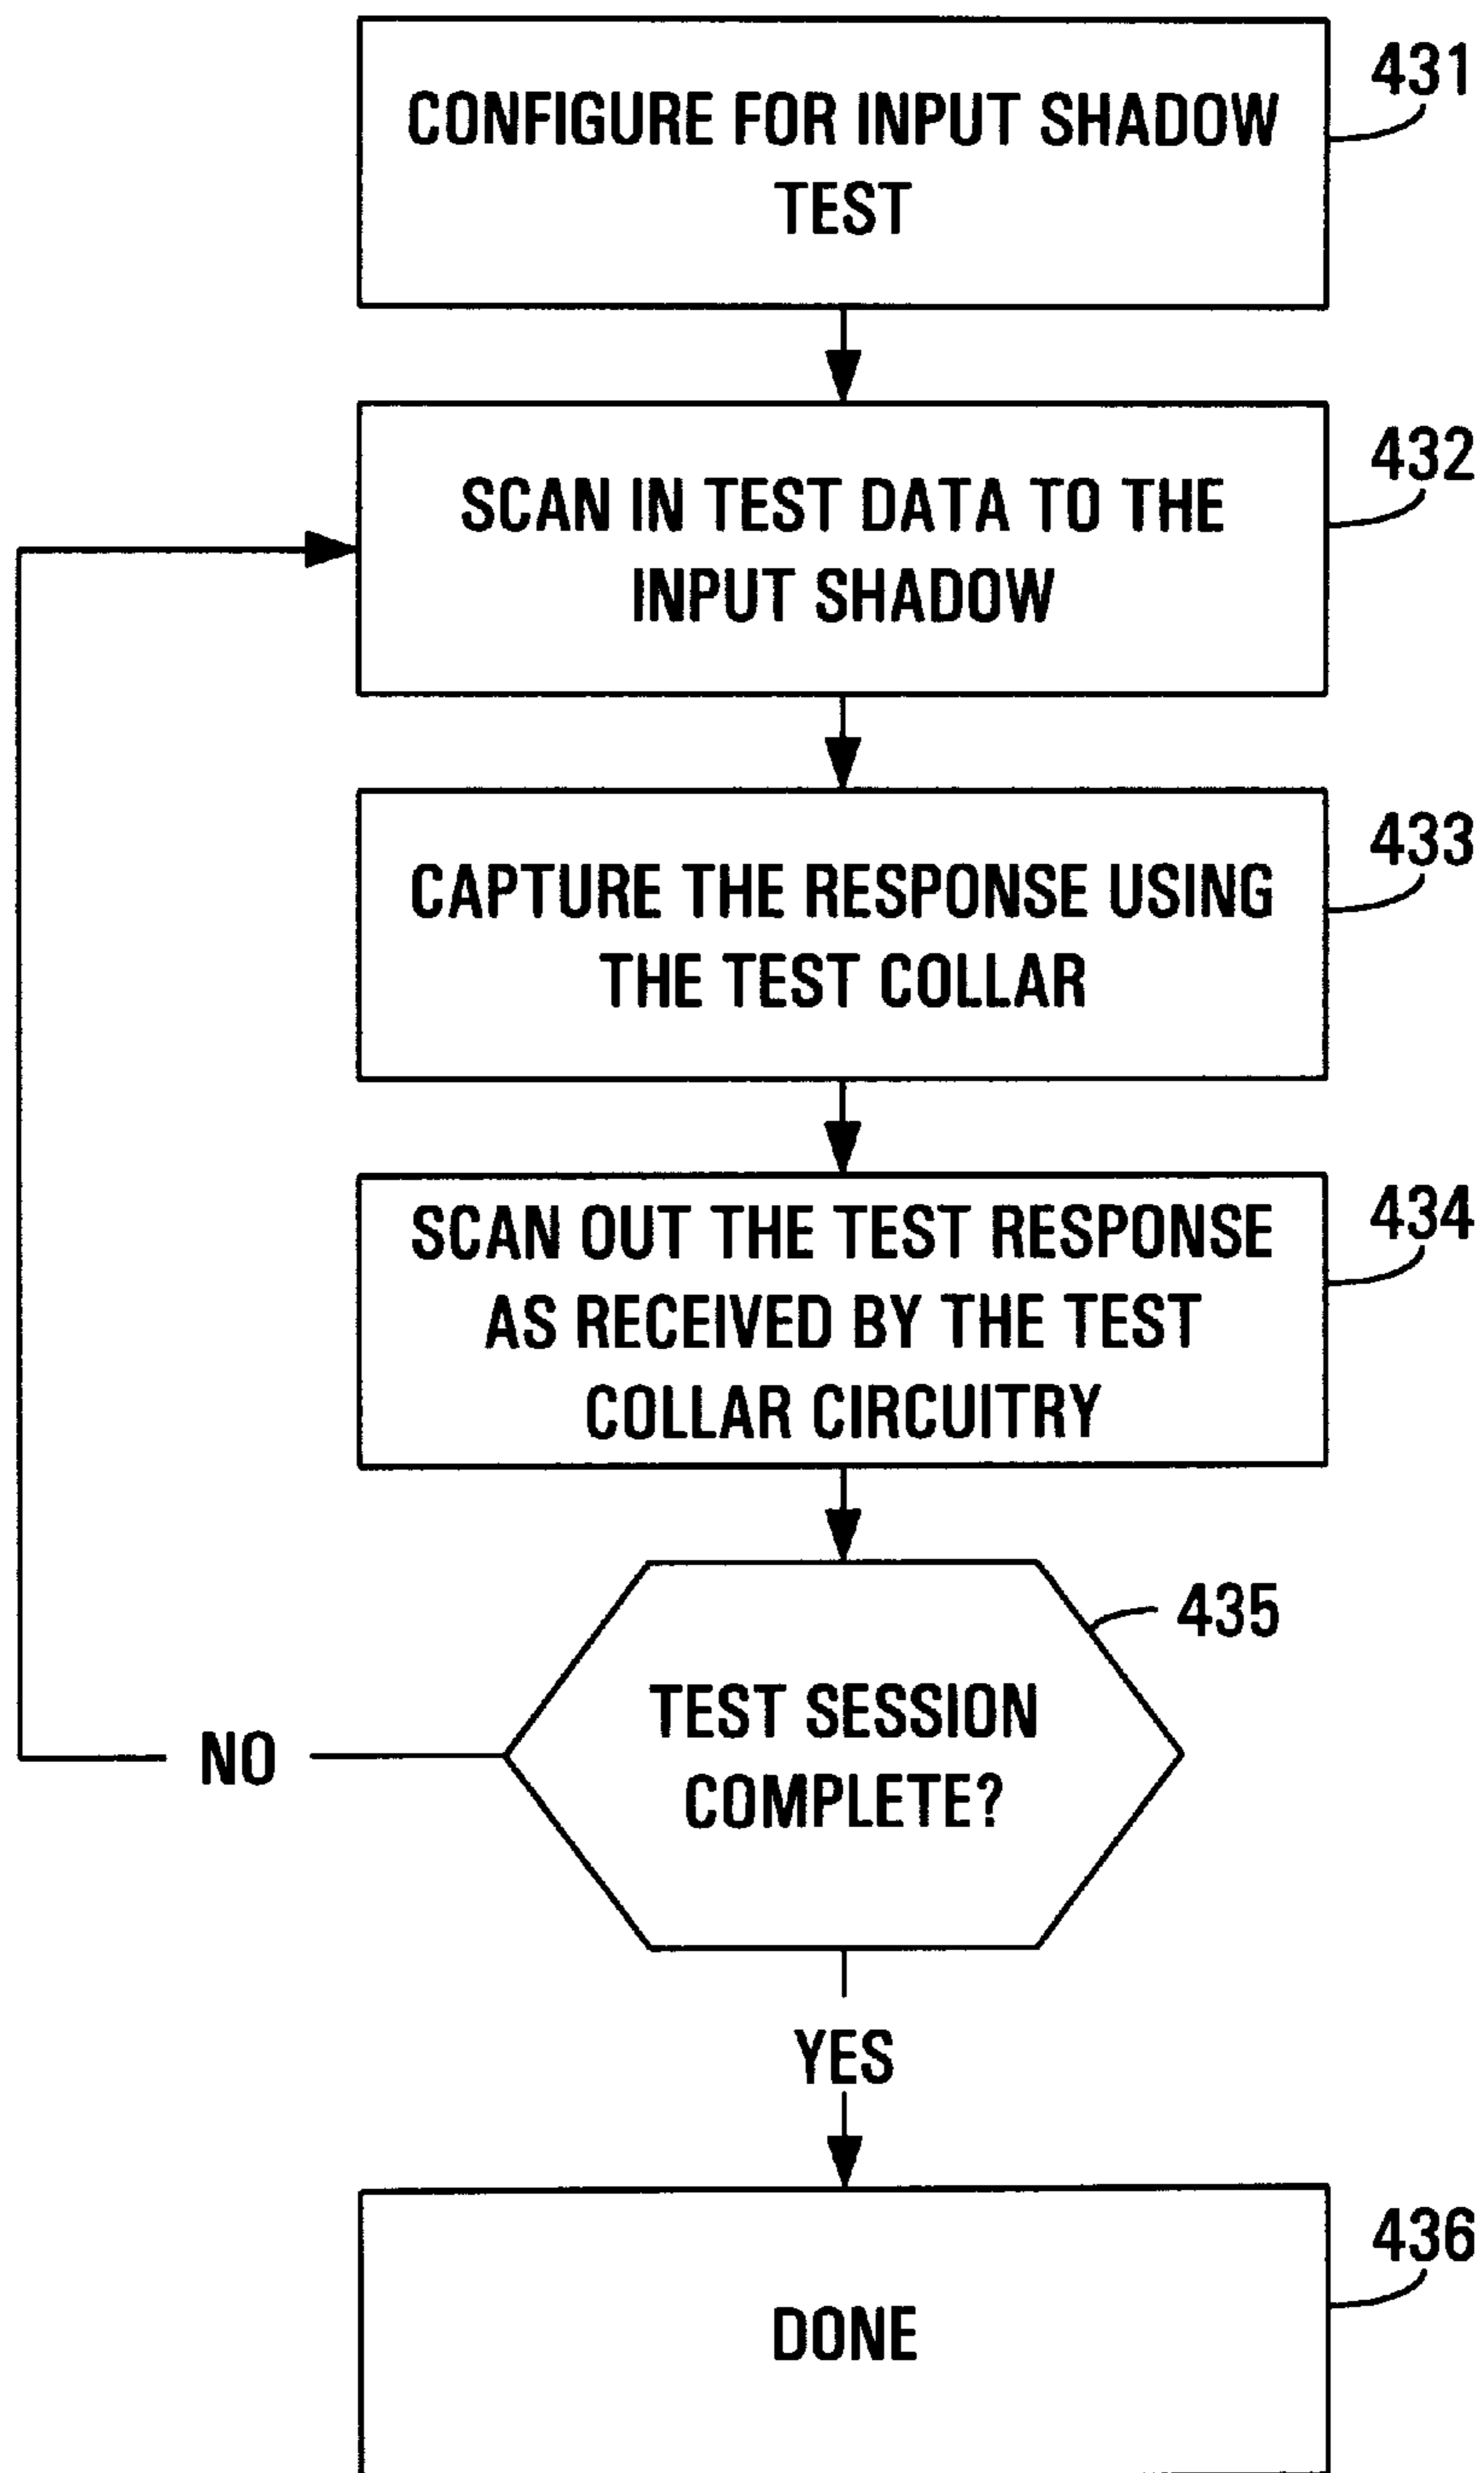 431
CONFIGURE FOR INPUT SHADOW
TEST
432
SCAN IN TEST DATA TO THE
INPUT SHADOW
433
CAPTURE THE RESPONSE USING
THE TEST COLLAR
434
SCAN OUT THE TEST RESPONSE
AS RECEIVED BY THE TEST
COLLAR CIRCUITRY
435
TEST SESSION
COMPLETE?
NO
YES
436
DONE